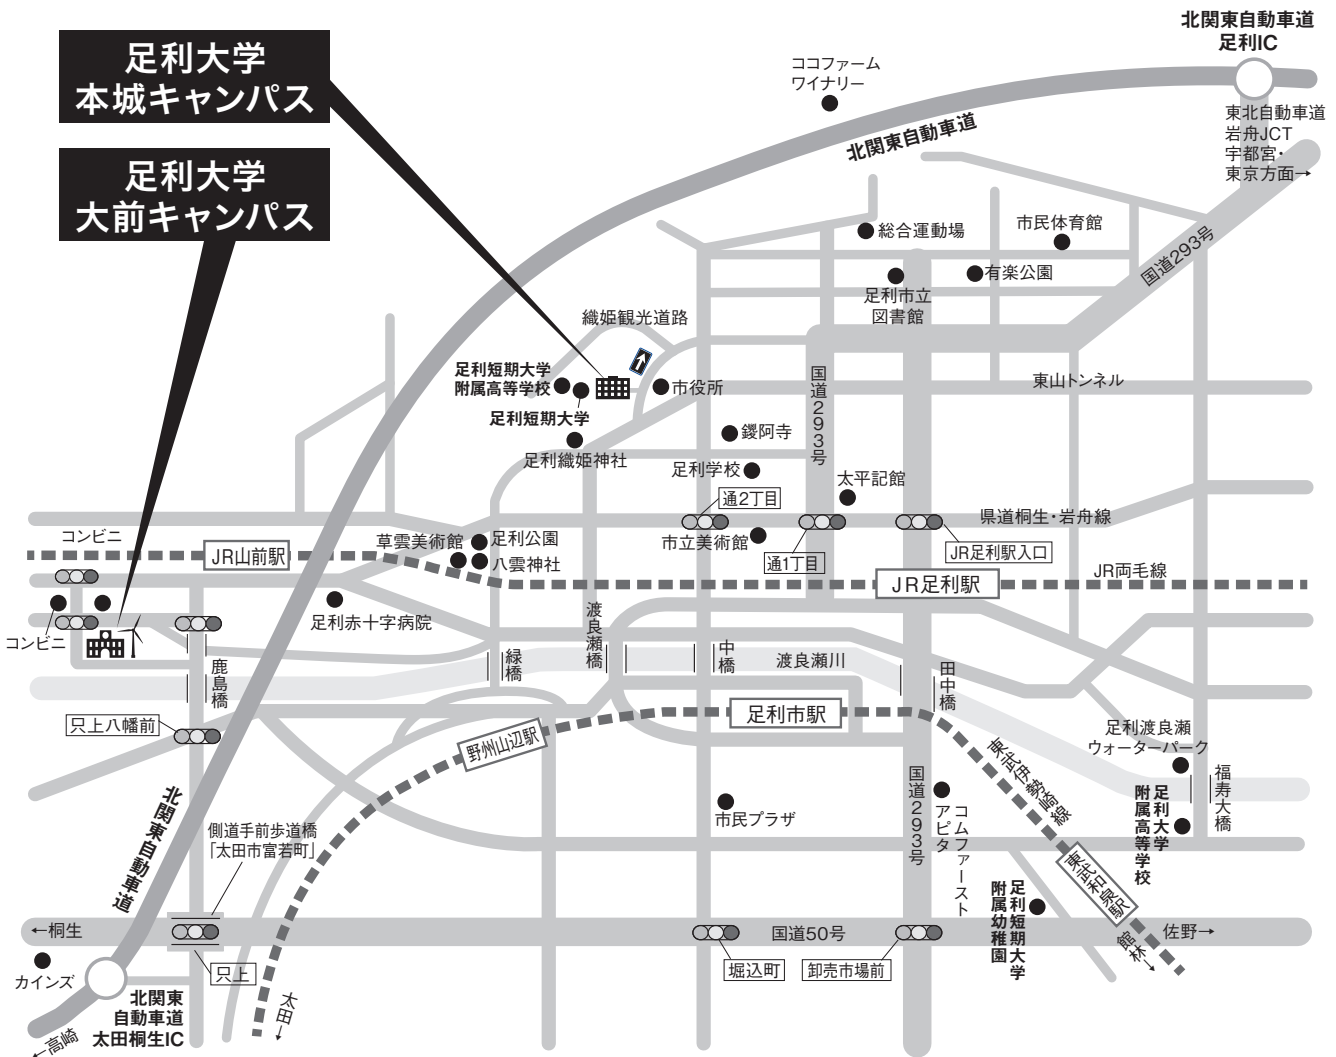 足利大学
本城キャンパス
足利大学
大前キャンパス
北関東自動車道
足利IC
ココファーム
ワイナリー
北関東自動車道
東北自動車道
岩舟JCT
宇都宮・
東京方面→
総合運動場
市民体育館
有楽公園
足利市立
図書館
国道293号
織姫観光道路
足利短期大学
附属高等学校
足利短期大学
市役所
国道293号
東山トンネル
足利織姫神社
鑁阿寺
足利学校
太平記館
通2丁目
県道桐生・岩舟線
コンビニ
JR山前駅
草雲美術館
足利公園
八雲神社
市立美術館
通1丁目
JR足利駅入口
JR足利駅
JR両毛線
コンビニ
足利赤十字病院
渡良瀬橋
緑橋
中橋
渡良瀬川
田中橋
鹿島橋
只上八幡前
野州山辺駅
足利市駅
東武伊勢崎線
足利渡良瀬
ウォーターパーク
福寿大橋
足利大学
附属高等学校
北関東自動車道
側道手前歩道橋
「太田市富若町」
市民プラザ
国道293号
アピタ
コムファースト
東武和泉駅
足利短期大学
附属幼稚園
←桐生
国道50号
佐野→
館林→
カインズ
只上
堀込町
卸売市場前
北関東
自動車道
太田桐生IC
太田→
←高崎